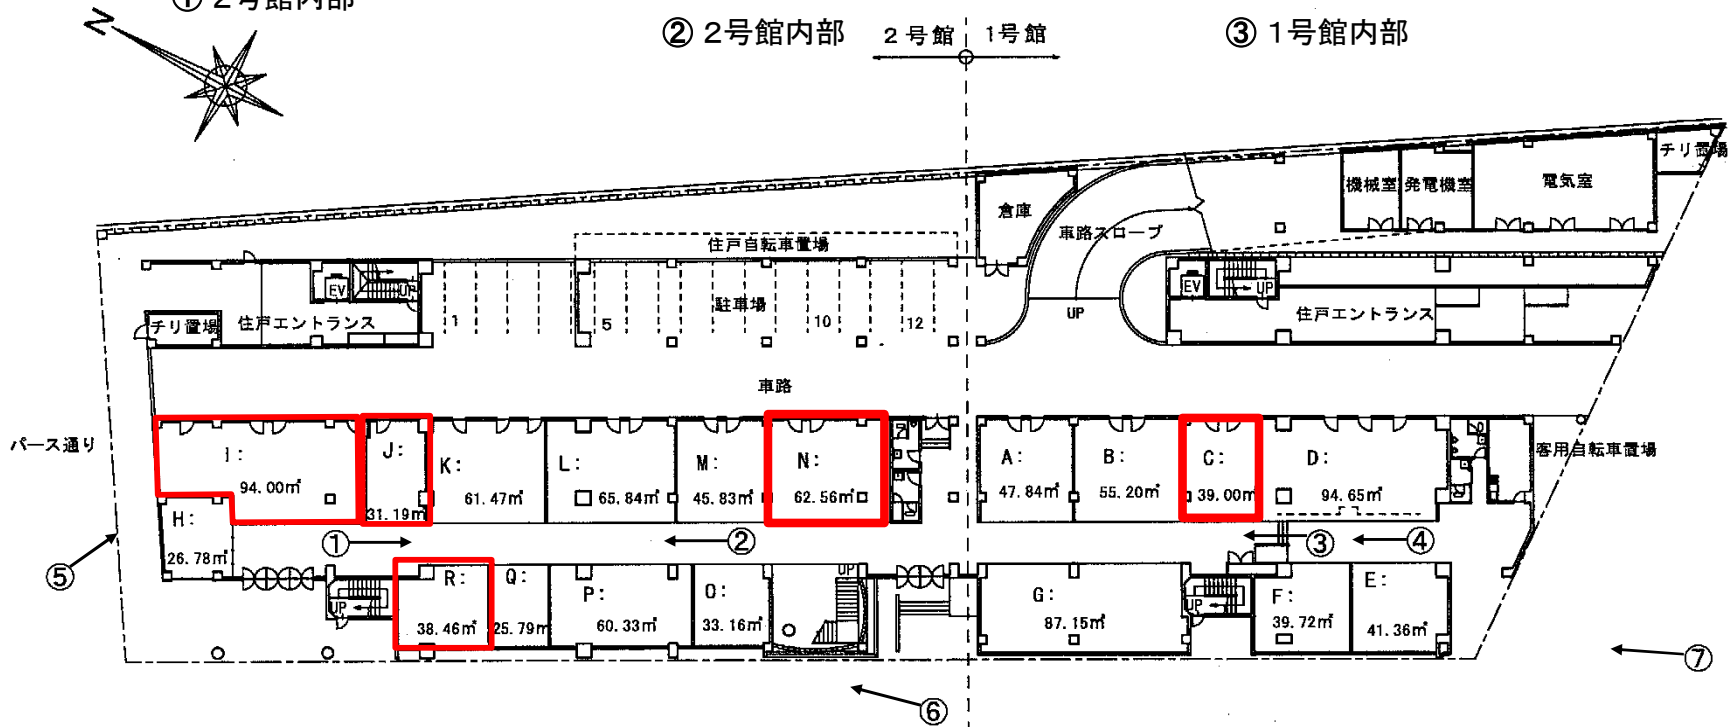 ① 2号館内部
N
② 2号館内部
2号館
1号館
③ 1号館内部
チリ置場
機械室
発電機室
電気室
倉庫
車路スロープ
住戸自転車置場
EV
UP
駐車場
EV
UP
チリ置場
住戸エントランス
1
5
10
12
UP
住戸エントランス
車路
パース通り
I:
94.00㎡
J:
31.19㎡
K:
61.47㎡
L:
65.84㎡
M:
45.83㎡
N:
62.56㎡
A:
47.84㎡
B:
55.20㎡
C:
39.00㎡
D:
94.65㎡
客用自転車置場
H:
26.78㎡
①
②
③
④
⑤
UP
R:
38.46㎡
Q:
25.79㎡
P:
60.33㎡
O:
33.16㎡
UP
G:
87.15㎡
UP
F:
39.72㎡
E:
41.36㎡
⑥
⑦